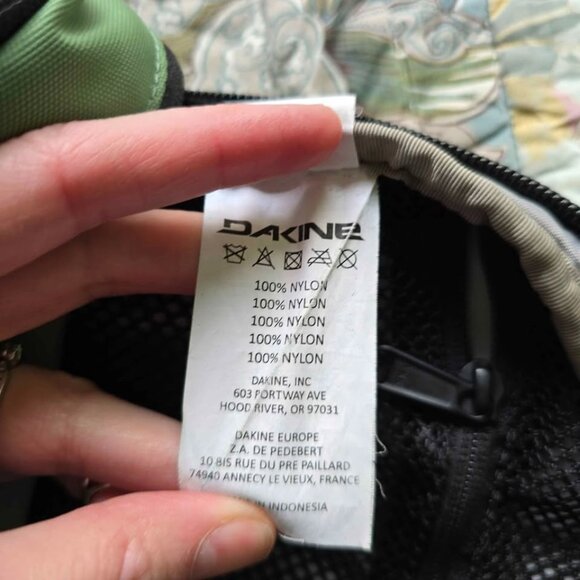 DAKINE
100% NYLON
100% NYLON
100% NYLON
100% NYLON
100% NYLON
DAKINE, INC
603 PORTWAY AVE
HOOD RIVER, OR 97031
DAKINE EUROPE
Z.A. DE PEDEBERT
10 BIS RUE DU PRE PAILLARD
74940 ANNECY LE VIEUX, FRANCE
IN INDONESIA